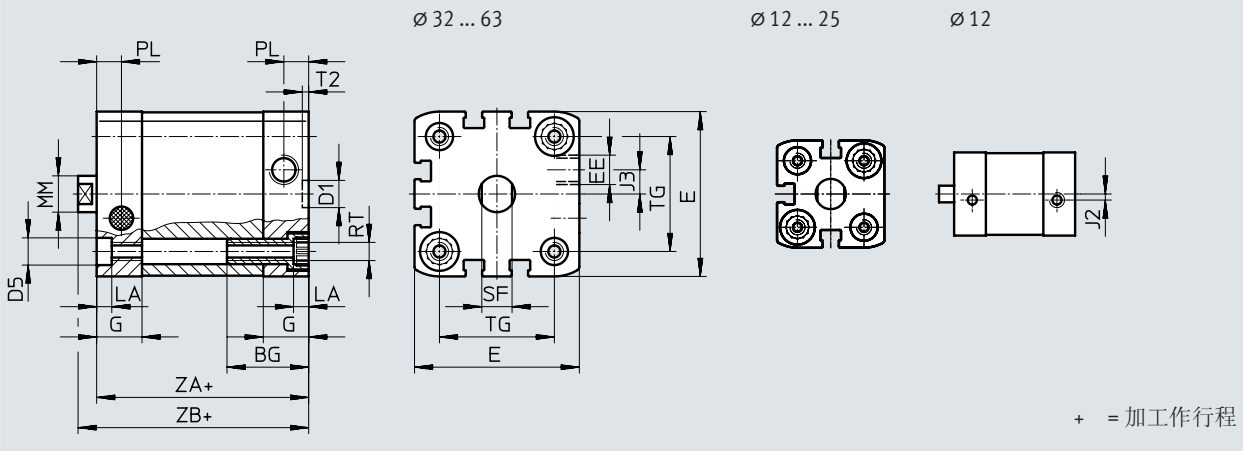 ⌀ 32 ... 63
⌀ 12 ... 25
⌀ 12
PL
PL
T2
MM
D1
RT
D5
LA
LA
G
G
BG
ZA+
ZB+
EE
J3
TG
E
SF
TG
E
J2
+ = 加工作行程